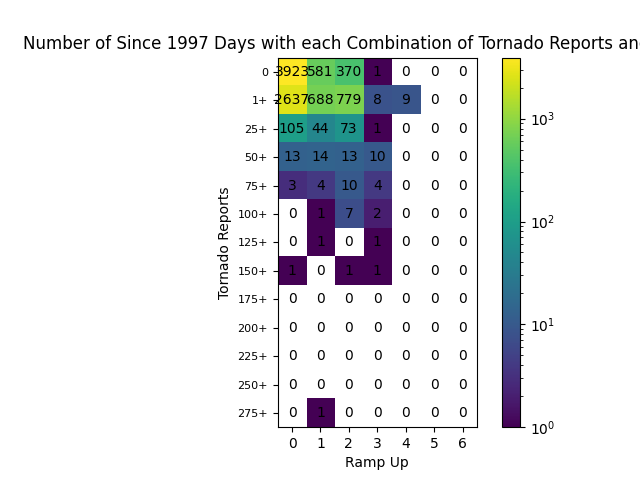 Number of Since 1997 Days with each Combination of Tornado Reports an
0 3923 581 370 1 0 0 0
1+ 2637 688 779 8 9 0 0
25+ 105 44 73 1 0 0 0
50+ 13 14 13 10 0 0 0
75+ 3 4 10 4 0 0 0
100+ 0 1 7 2 0 0 0
125+ 0 1 0 1 0 0 0
150+ 1 0 1 1 0 0 0
175+ 0 0 0 0 0 0 0
200+ 0 0 0 0 0 0 0
225+ 0 0 0 0 0 0 0
250+ 0 0 0 0 0 0 0
275+ 0 1 0 0 0 0 0
0 1 2 3 4 5 6
Ramp Up
Tornado Reports
10³
10²
10¹
10⁰